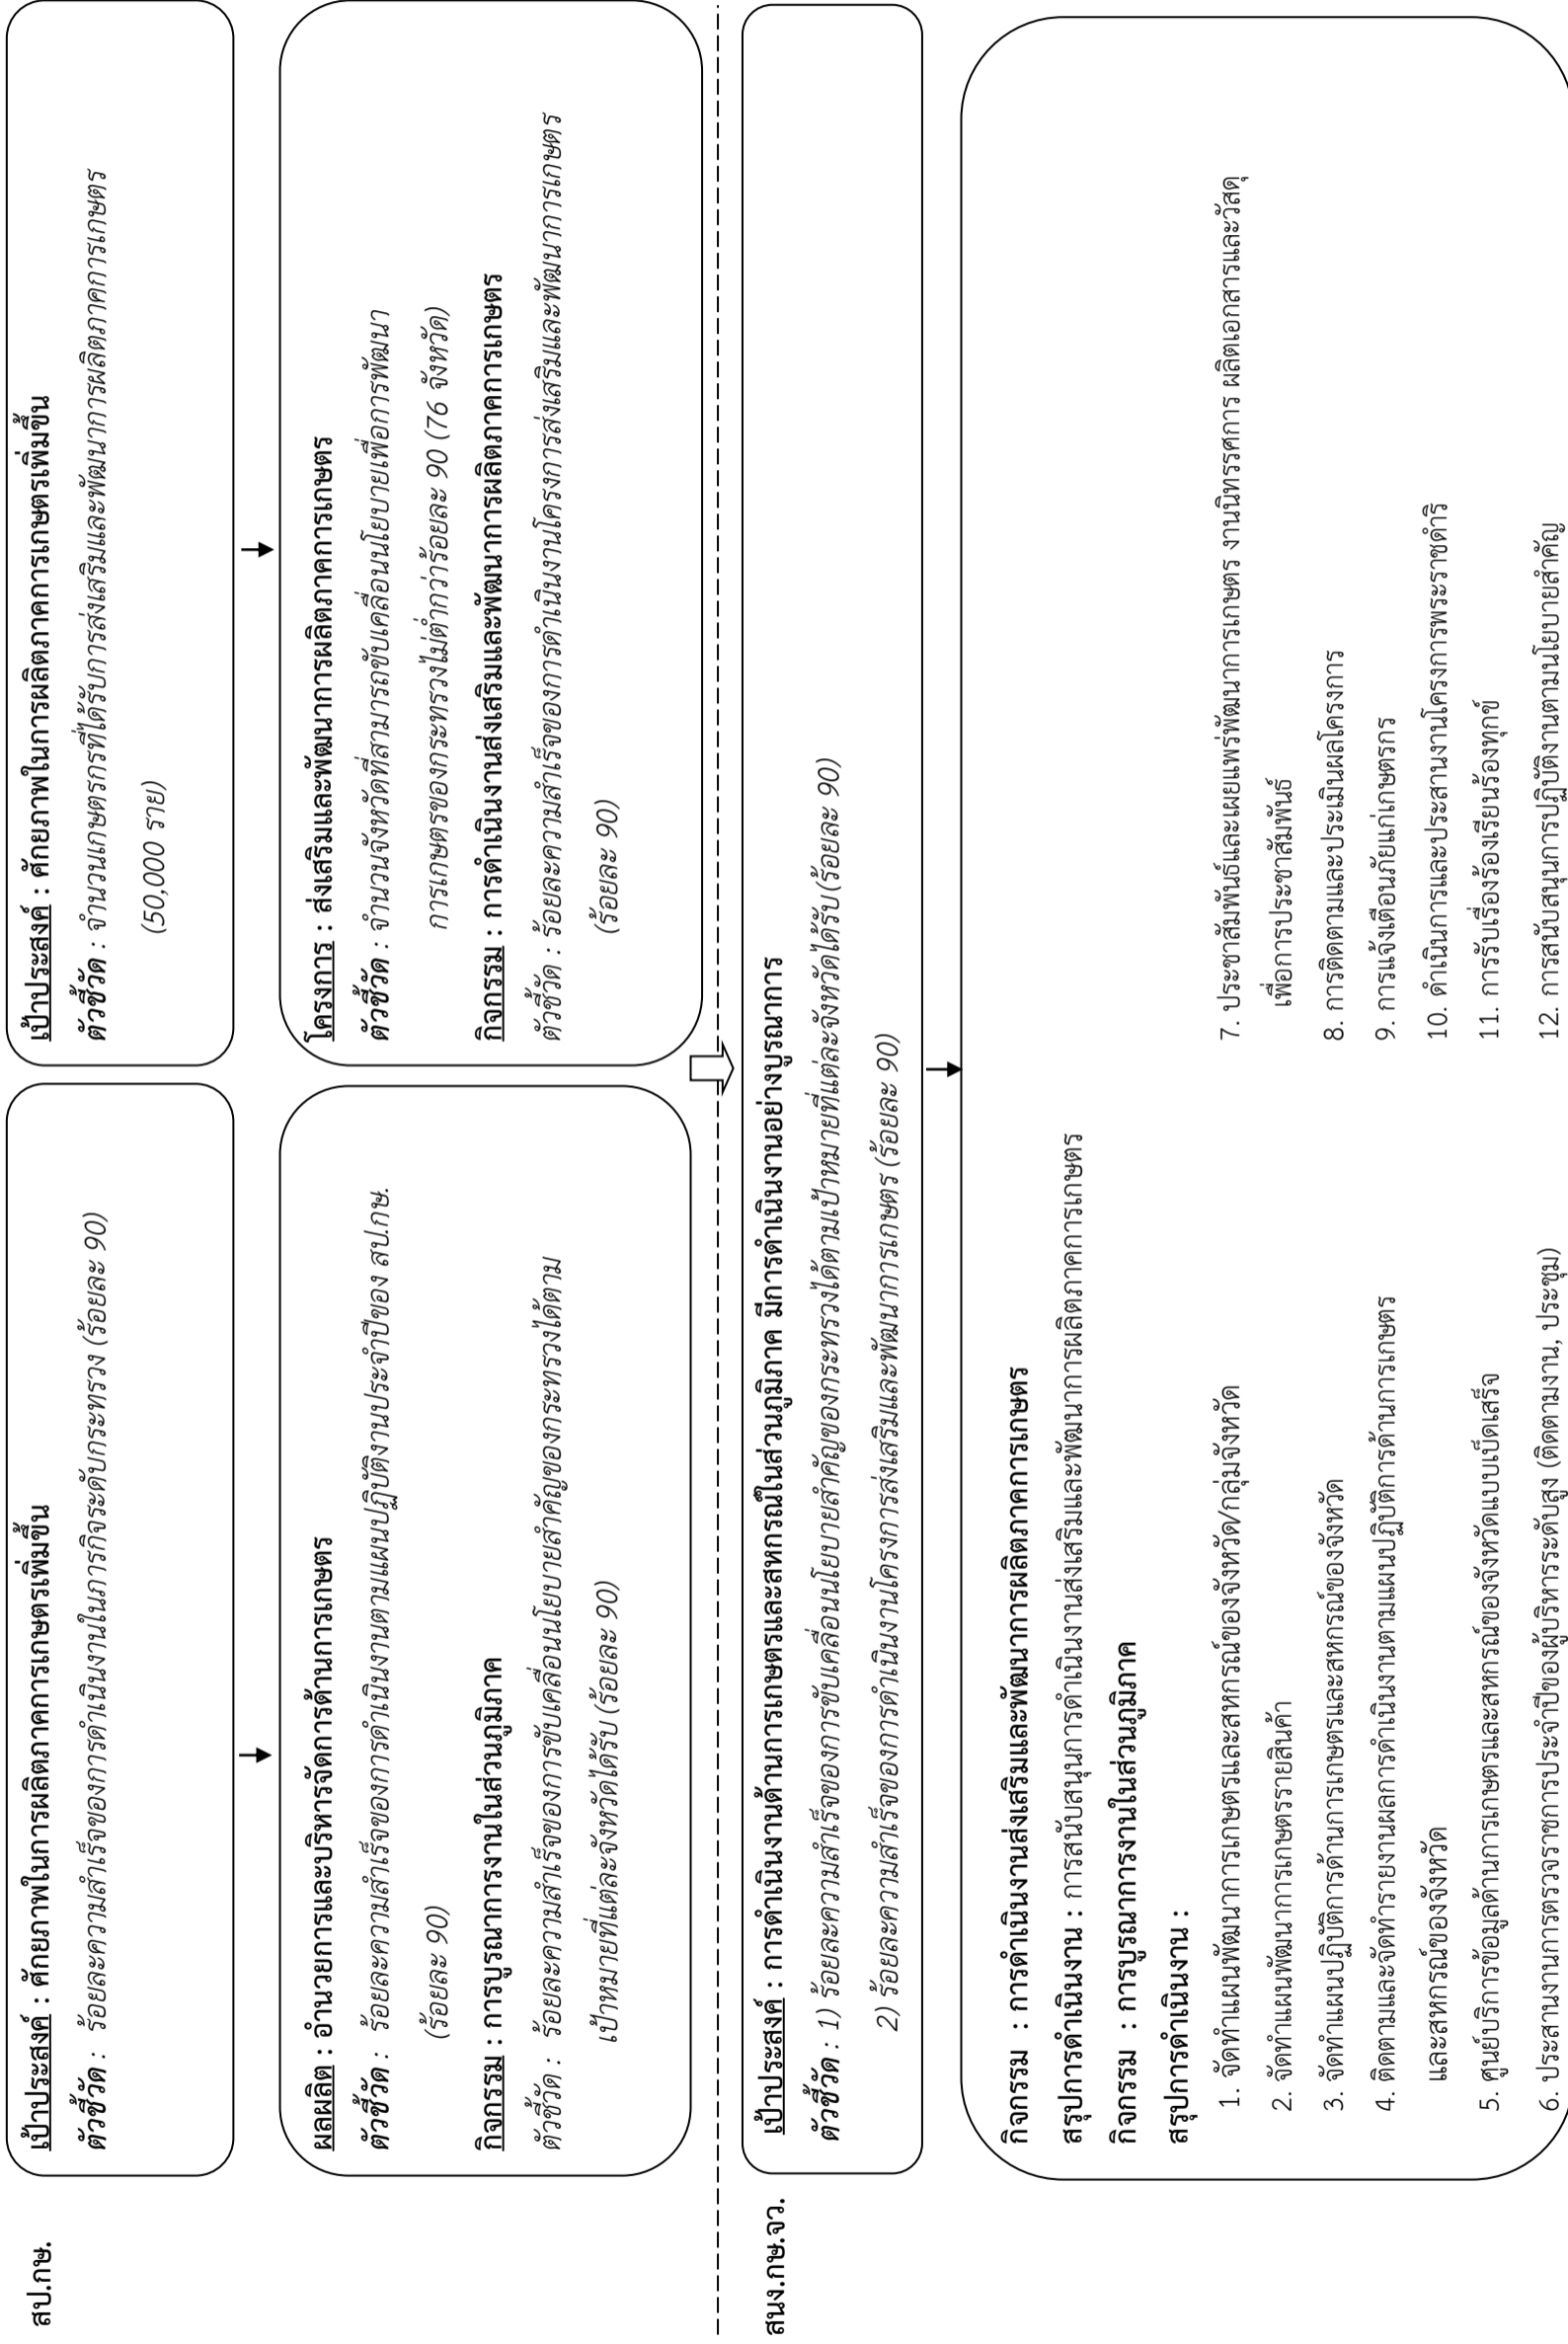 สป.กษ.
เป้าประสงค์ : ศักยภาพในการผลิตภาคการเกษตรเพิ่มขึ้น
ตัวชี้วัด : ร้อยละความสำเร็จของการดำเนินงานในภารกิจระดับกระทรวง (ร้อยละ 90)
เป้าประสงค์ : ศักยภาพในการผลิตภาคการเกษตรเพิ่มขึ้น
ตัวชี้วัด : จำนวนเกษตรกรที่ได้รับการส่งเสริมและพัฒนาการผลิตภาคการเกษตร
(50,000 ราย)
ผลผลิต : อำนวยการและบริหารจัดการด้านการเกษตร
ตัวชี้วัด : ร้อยละความสำเร็จของการดำเนินงานตามแผนปฏิบัติงานประจำปีของ สป.กษ.
(ร้อยละ 90)
กิจกรรม : การบูรณาการงานในส่วนภูมิภาค
ตัวชี้วัด : ร้อยละความสำเร็จของการขับเคลื่อนนโยบายสำคัญของกระทรวงได้ตาม
เป้าหมายที่แต่ละจังหวัดได้รับ (ร้อยละ 90)
โครงการ : ส่งเสริมและพัฒนาการผลิตภาคการเกษตร
ตัวชี้วัด : จำนวนจังหวัดที่สามารถขับเคลื่อนนโยบายเพื่อการพัฒนา
การเกษตรของกระทรวงไม่ต่ำกว่าร้อยละ 90 (76 จังหวัด)
กิจกรรม : การดำเนินงานส่งเสริมและพัฒนาการผลิตภาคการเกษตร
ตัวชี้วัด : ร้อยละความสำเร็จของการดำเนินงานโครงการส่งเสริมและพัฒนาการเกษตร
(ร้อยละ 90)
สนง.กษ.จว.
เป้าประสงค์ : การดำเนินงานด้านการเกษตรและสหกรณ์ในส่วนภูมิภาค มีการดำเนินงานอย่างบูรณาการ
ตัวชี้วัด : 1) ร้อยละความสำเร็จของการขับเคลื่อนนโยบายสำคัญของกระทรวงได้ตามเป้าหมายที่แต่ละจังหวัดได้รับ (ร้อยละ 90)
2) ร้อยละความสำเร็จของการดำเนินงานโครงการส่งเสริมและพัฒนาการเกษตร (ร้อยละ 90)
กิจกรรม : การดำเนินงานส่งเสริมและพัฒนาการผลิตภาคการเกษตร
สรุปการดำเนินงาน : การสนับสนุนการดำเนินงานส่งเสริมและพัฒนาการผลิตภาคการเกษตร
กิจกรรม : การบูรณาการงานในส่วนภูมิภาค
สรุปการดำเนินงาน :
1. จัดทำแผนพัฒนาการเกษตรและสหกรณ์ของจังหวัด/กลุ่มจังหวัด
2. จัดทำแผนพัฒนาการเกษตรรายสินค้า
3. จัดทำแผนปฏิบัติการด้านการเกษตรและสหกรณ์ของจังหวัด
4. ติดตามและจัดทำรายงานผลการดำเนินงานตามแผนปฏิบัติการด้านการเกษตร
และสหกรณ์ของจังหวัด
5. ศูนย์บริการข้อมูลด้านการเกษตรและสหกรณ์ของจังหวัดแบบเบ็ดเสร็จ
6. ประสานงานการตรวจราชการประจำปีของผู้บริหารระดับสูง (ติดตามงาน, ประชุม)
7. ประชาสัมพันธ์และเผยแพร่พัฒนาการเกษตร งานนิทรรศการ ผลิตเอกสารและวัสดุ
เพื่อการประชาสัมพันธ์
8. การติดตามและประเมินผลโครงการ
9. การแจ้งเตือนภัยแก่เกษตรกร
10. ดำเนินการและประสานงานโครงการพระราชดำริ
11. การรับเรื่องร้องเรียนร้องทุกข์
12. การสนับสนุนการปฏิบัติงานตามนโยบายสำคัญ